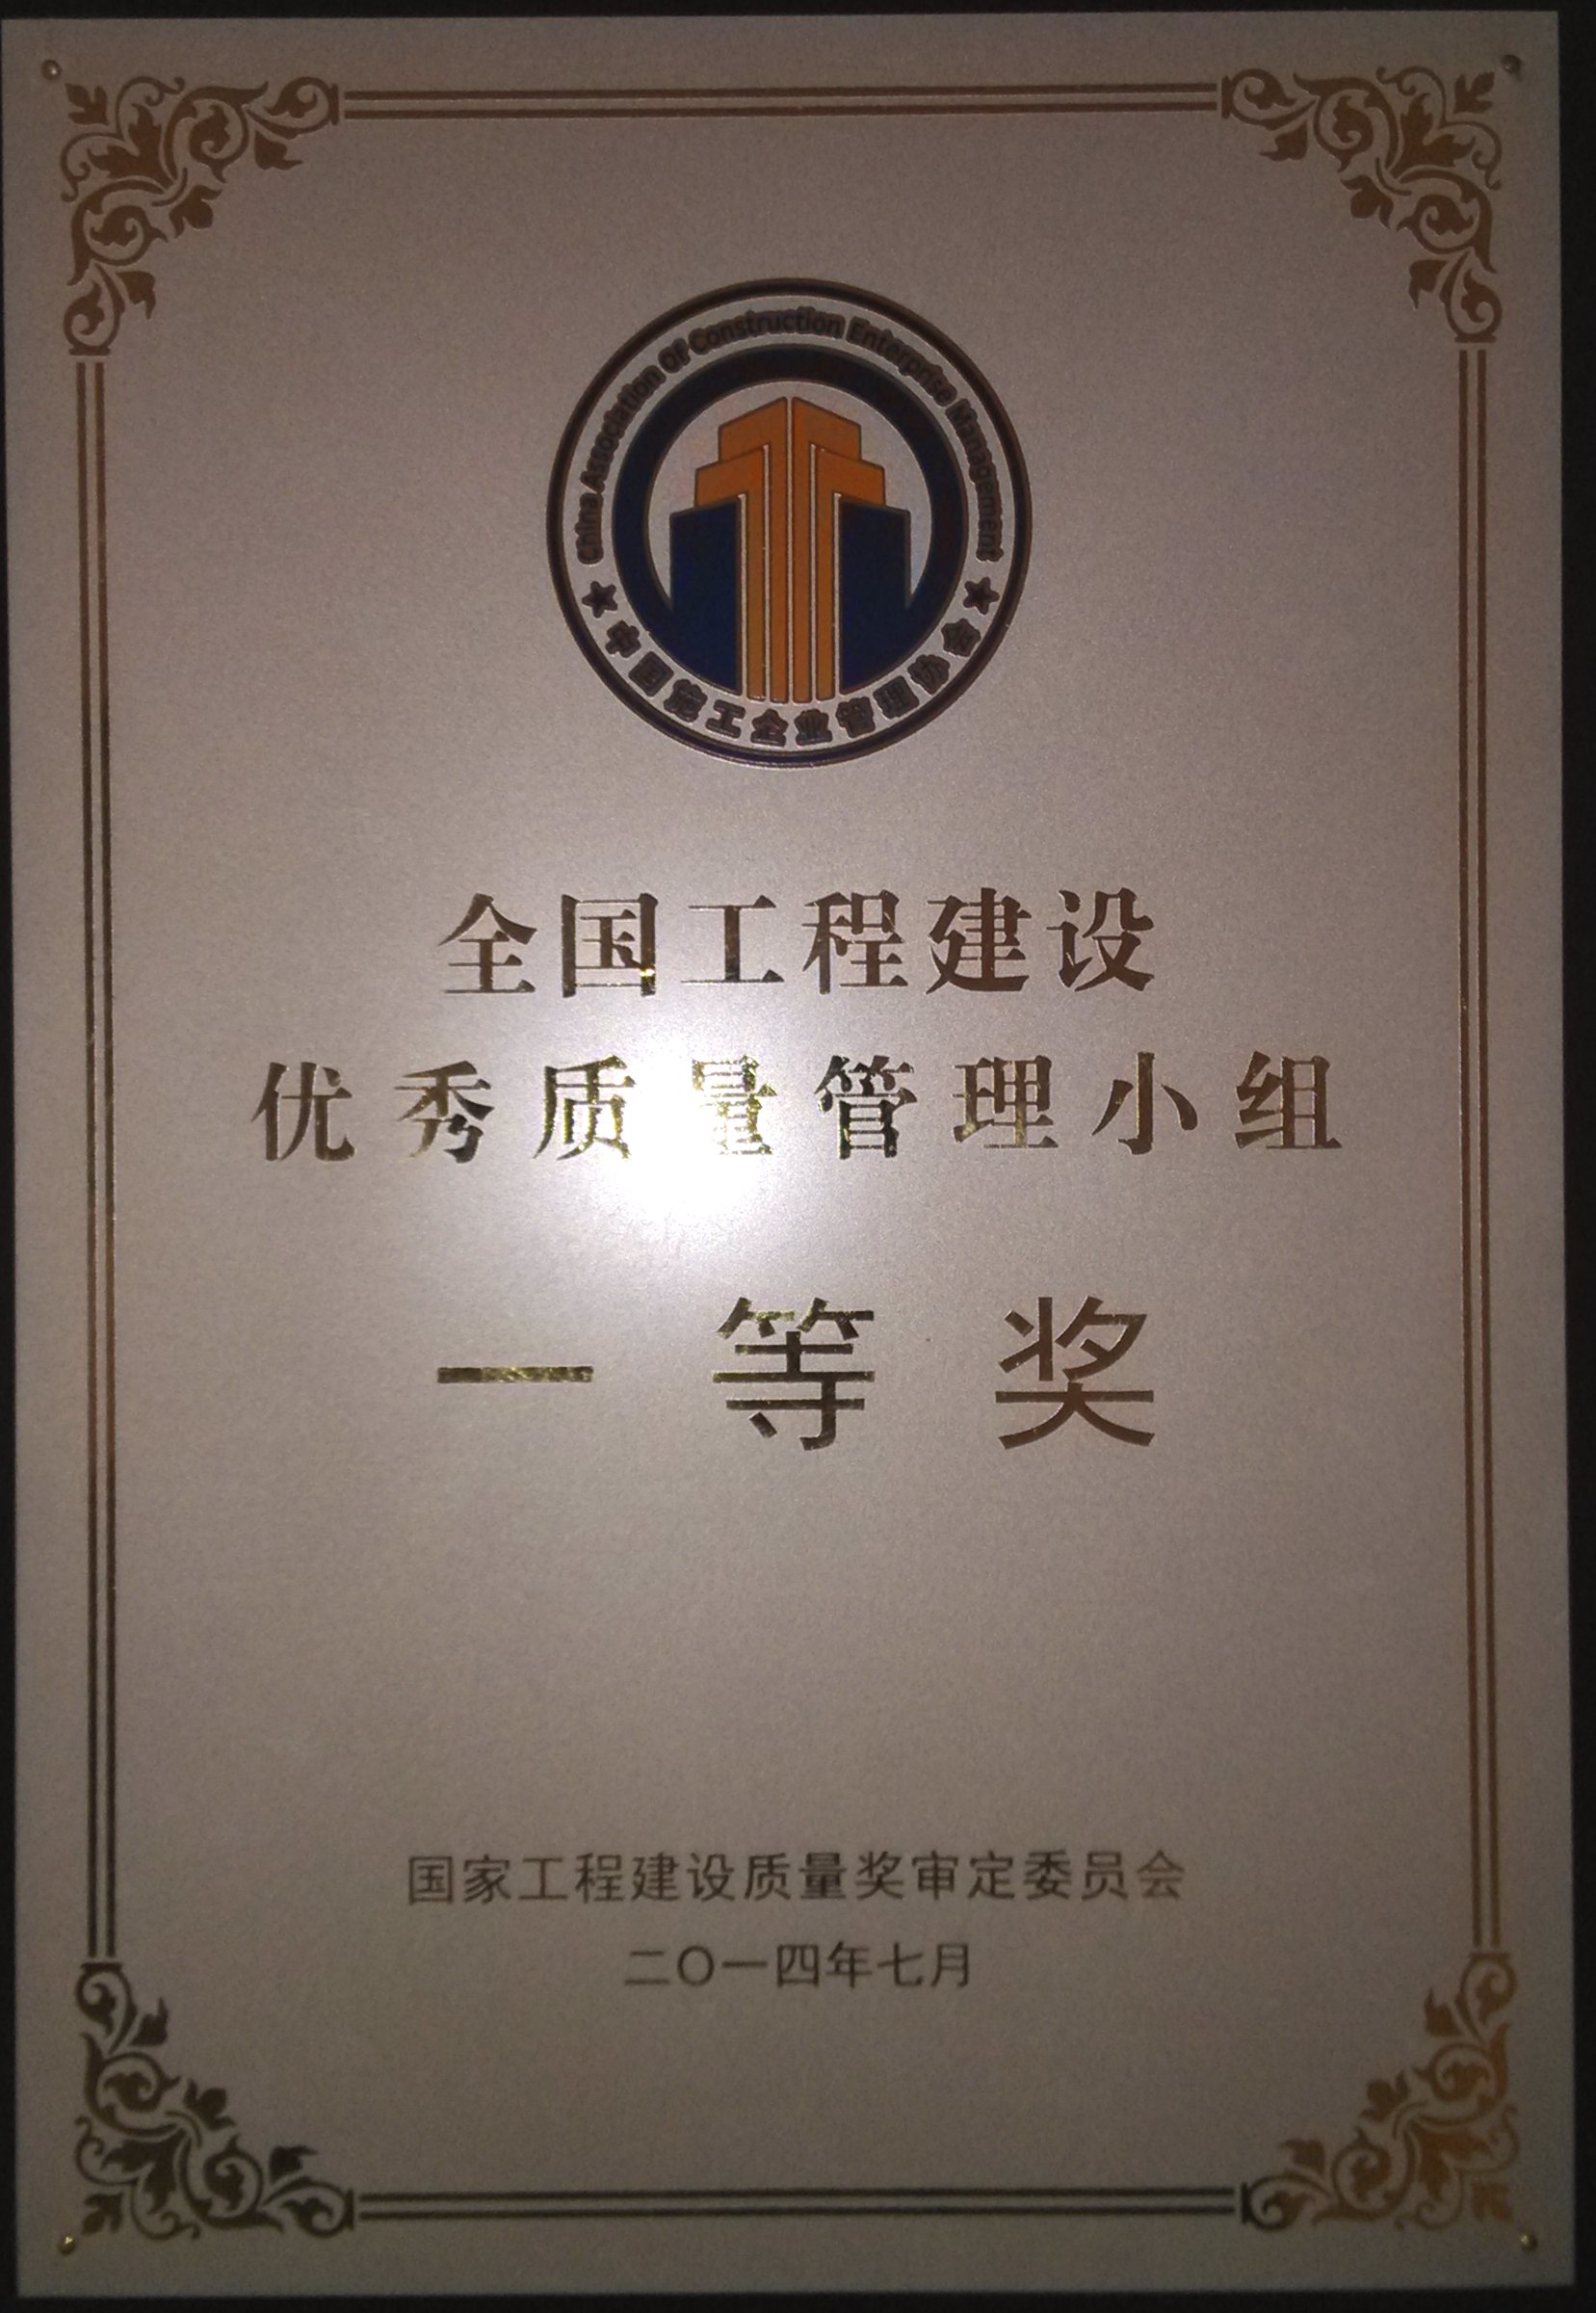 China Association Of Construction Enterprise Management
中国施工企业管理协会
全国工程建设
优秀质量管理小组
一等奖
国家工程建设质量奖审定委员会
二〇一四年七月